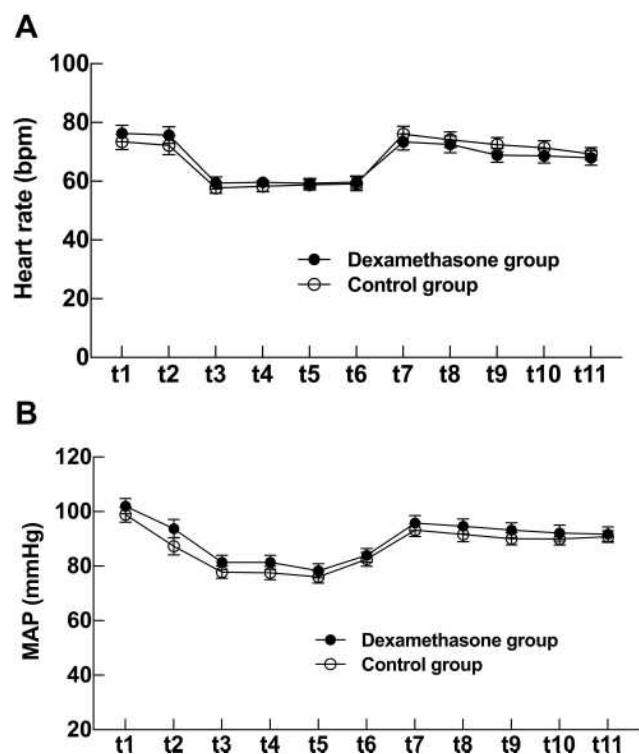 A
Heart rate (bpm)
100
80
60
40
20
0
Dexamethasone group
Control group
t1 t2 t3 t4 t5 t6 t7 t8 t9 t10 t11
B
MAP (mmHg)
120
100
80
60
40
20
Dexamethasone group
Control group
t1 t2 t3 t4 t5 t6 t7 t8 t9 t10 t11